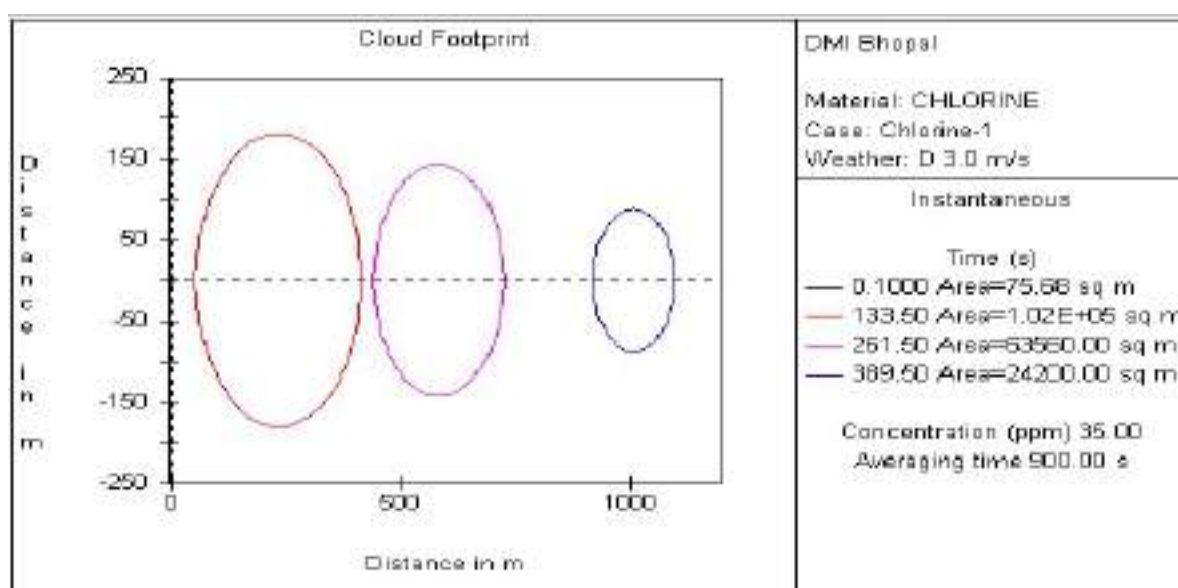 Cloud Footprint
250
150
50
-50
-150
-250
0
500
1000
Distance in m
Distance in m
DMI Bhopal
Material: CHLORINE
Case: Chlorine-1
Weather: D 3.0 m/s
Instantaneous
Time (s)
0.1000 Area=75.68 sq m
133.50 Area=1.02E+05 sq m
261.50 Area=63560.00 sq m
389.50 Area=24200.00 sq m
Concentration (ppm) 35.00
Averaging time 900.00 s